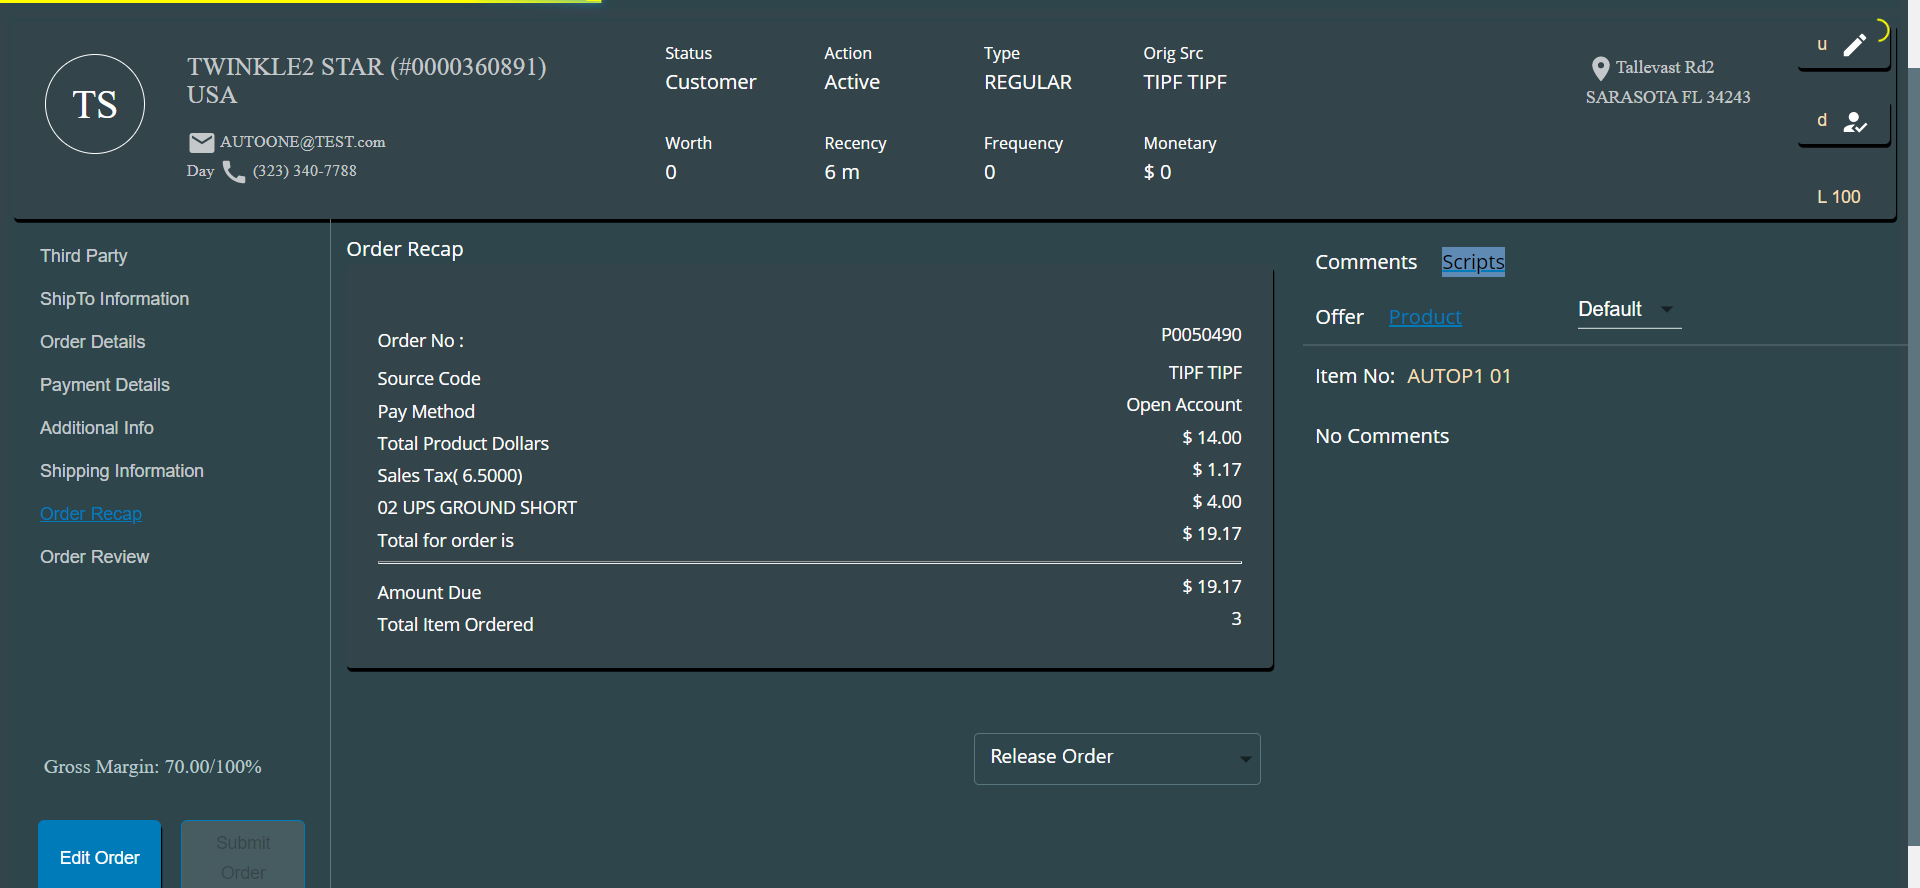 TS
TWINKLE2 STAR (#0000360891)
USA
AUTOONE@TEST.com
Day (323) 340-7788
Status Action Type Orig Src
Customer Active REGULAR TIPF TIPF
Worth Recency Frequency Monetary
0 6 m 0 $ 0
Tallevast Rd2
SARASOTA FL 34243
u
d
L 100
Third Party
ShipTo Information
Order Details
Payment Details
Additional Info
Shipping Information
Order Recap
Order Review
Gross Margin: 70.00/100%
Edit Order
Submit
Order
Order Recap
Order No : P0050490
Source Code TIPF TIPF
Pay Method Open Account
Total Product Dollars $ 14.00
Sales Tax( 6.5000) $ 1.17
02 UPS GROUND SHORT $ 4.00
Total for order is $ 19.17
Amount Due $ 19.17
Total Item Ordered 3
Release Order
Comments Scripts
Offer Product Default
Item No: AUTOP1 01
No Comments